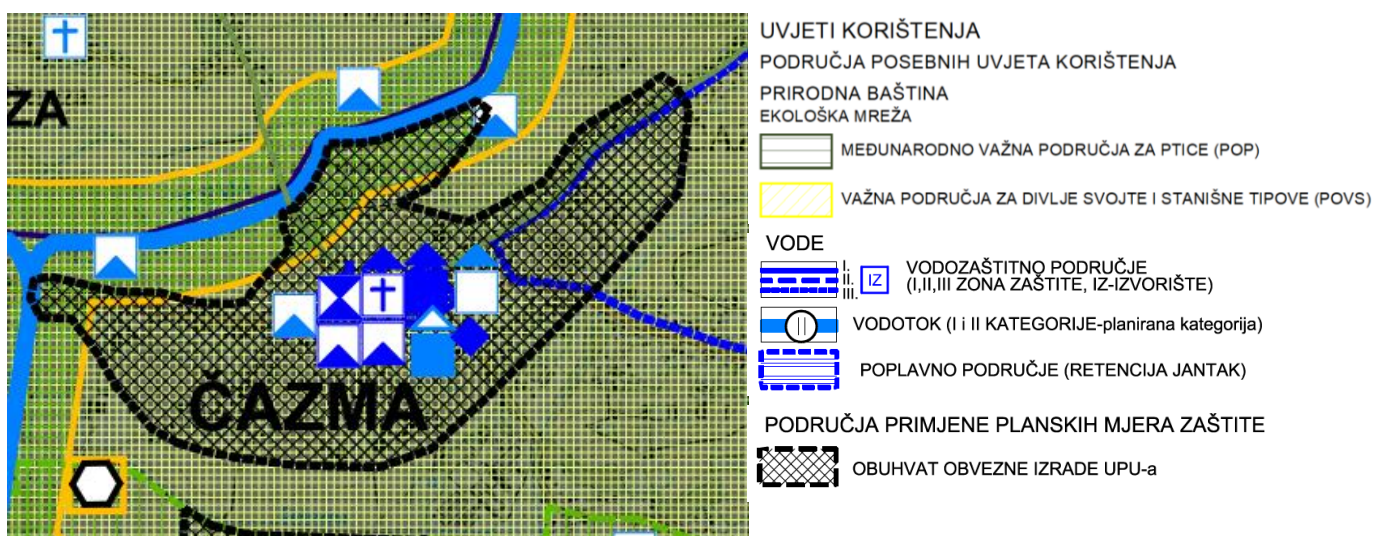 ZA
ČAZMA
UVJETI KORIŠTENJA
PODRUČJA POSEBNIH UVJETA KORIŠTENJA
PRIRODNA BAŠTINA
EKOLOŠKA MREŽA
MEĐUNARODNO VAŽNA PODRUČJA ZA PTICE (POP)
VAŽNA PODRUČJA ZA DIVLJE SVOJTE I STANIŠNE TIPOVE (POVS)
VODE
I.
II.
III.
IZ
VODOZAŠTITNO PODRUČJE
(I,II,III ZONA ZAŠTITE, IZ-IZVORIŠTE)
II
VODOTOK (I i II KATEGORIJE-planirana kategorija)
POPLAVNO PODRUČJE (RETENCIJA JANTAK)
PODRUČJA PRIMJENE PLANSKIH MJERA ZAŠTITE
OBUHVAT OBVEZNE IZRADE UPU-a